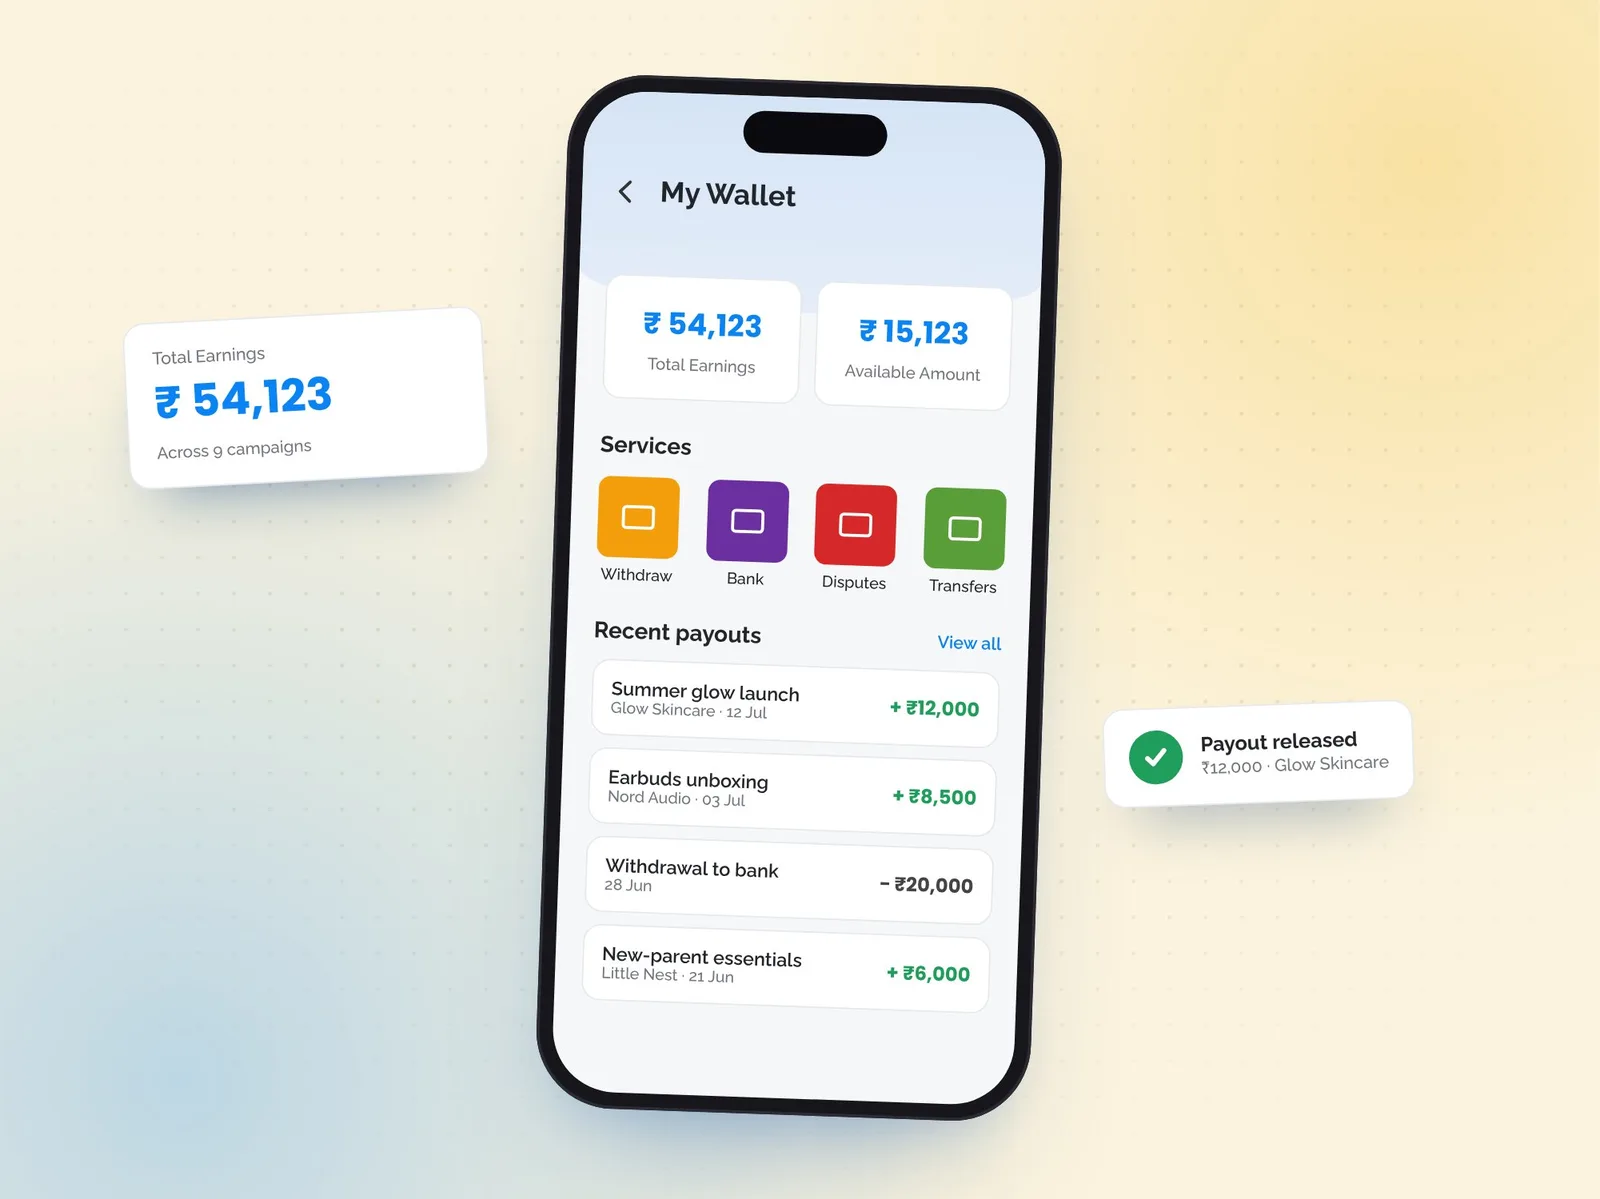 My Wallet
₹ 54,123
Total Earnings
₹ 15,123
Available Amount
Total Earnings
₹ 54,123
Across 9 campaigns
Services
Withdraw
Bank
Disputes
Transfers
Recent payouts
View all
Summer glow launch
Glow Skincare · 12 Jul
+ ₹12,000
Earbuds unboxing
Nord Audio · 03 Jul
+ ₹8,500
Withdrawal to bank
28 Jun
− ₹20,000
New-parent essentials
Little Nest · 21 Jun
+ ₹6,000
Payout released
₹12,000 · Glow Skincare